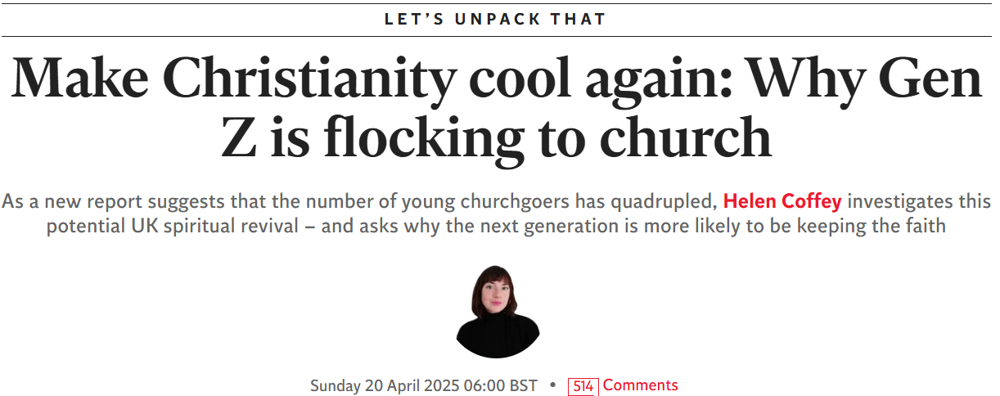 LET'S UNPACK THAT
Make Christianity cool again: Why Gen
Z is flocking to church
As a new report suggests that the number of young churchgoers has quadrupled, Helen Coffey investigates this
potential UK spiritual revival – and asks why the next generation is more likely to be keeping the faith
Sunday 20 April 2025 06:00 BST • 514 Comments